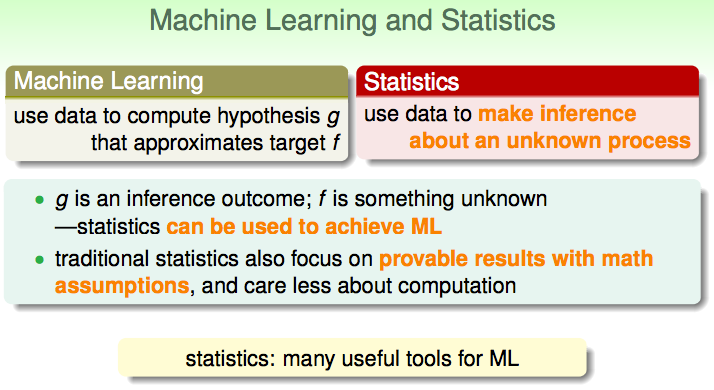 Machine Learning and Statistics
Machine Learning
use data to compute hypothesis g
that approximates target f
Statistics
use data to make inference
about an unknown process
• g is an inference outcome; f is something unknown
—statistics can be used to achieve ML
• traditional statistics also focus on provable results with math
assumptions, and care less about computation
statistics: many useful tools for ML